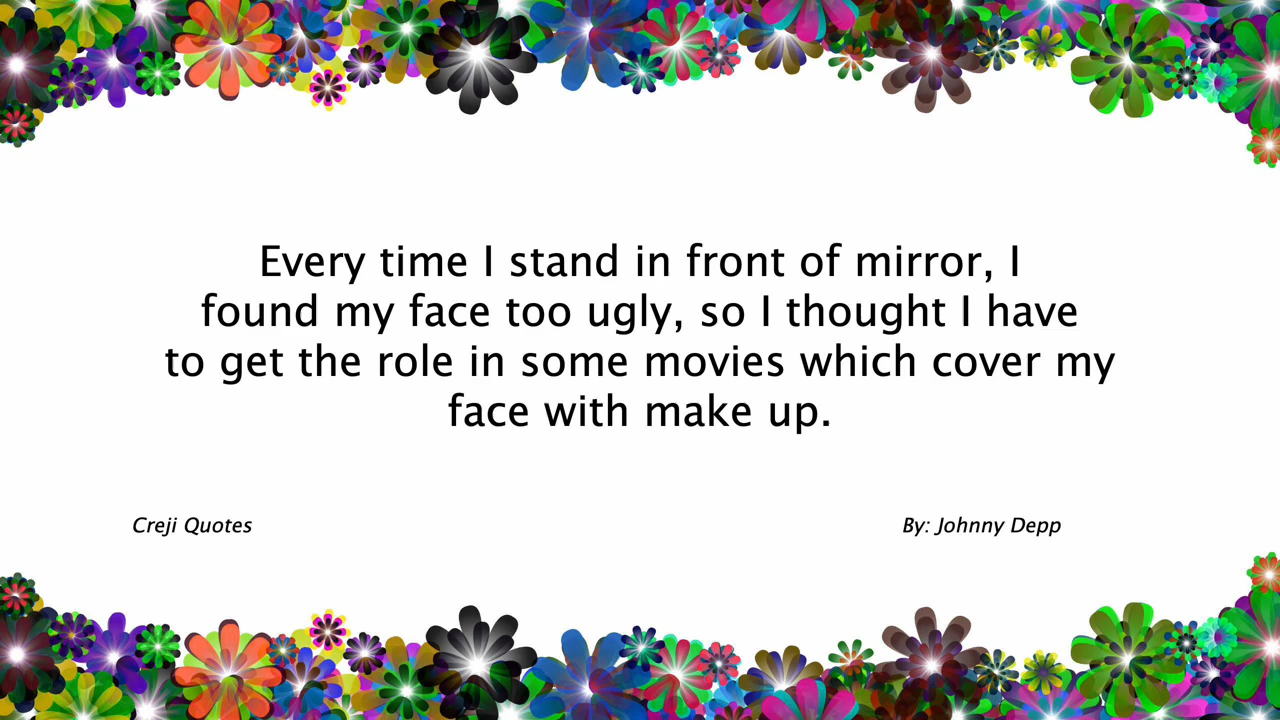 Every time I stand in front of mirror, I
found my face too ugly, so I thought I have
to get the role in some movies which cover my
face with make up.
Creji Quotes
By: Johnny Depp